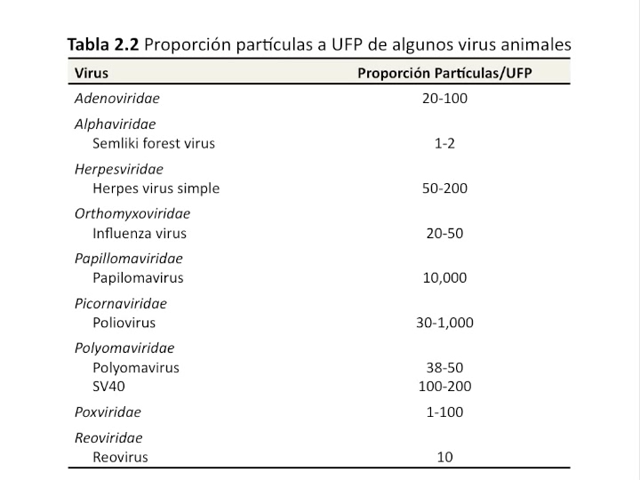 Tabla 2.2 Proporción partículas a UFP de algunos virus animales
Virus Proporción Partículas/UFP
Adenoviridae 20-100
Alphaviridae
Semliki forest virus 1-2
Herpesviridae
Herpes virus simple 50-200
Orthomyxoviridae
Influenza virus 20-50
Papillomaviridae
Papilomavirus 10,000
Picornaviridae
Poliovirus 30-1,000
Polyomaviridae
Polyomavirus 38-50
SV40 100-200
Poxviridae 1-100
Reoviridae
Reovirus 10